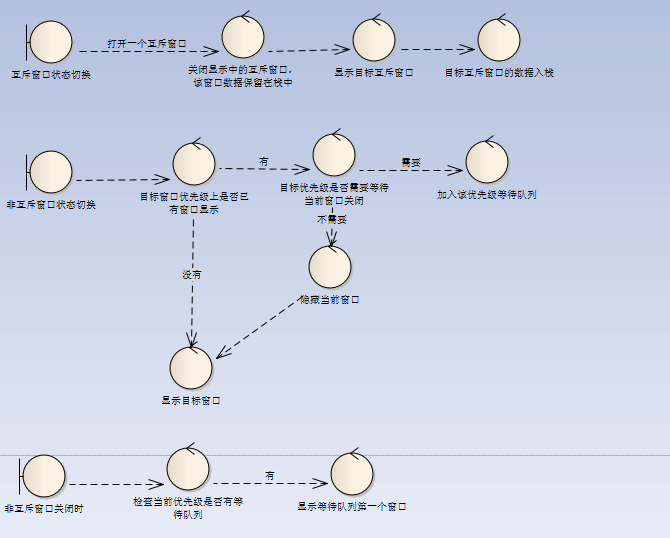 打开一个互斥窗口
互斥窗口状态切换
关闭显示中的互斥窗口,
该窗口数据保留在栈中
显示目标互斥窗口
目标互斥窗口的数据入栈
有
需要
非互斥窗口状态切换
目标窗口优先级上是否已
有窗口显示
目标优先级是否需要等待
当前窗口关闭
加入该优先级等待队列
不需要
没有
隐藏当前窗口
显示目标窗口
有
非互斥窗口关闭时
检查当前优先级是否有等
待队列
显示等待队列第一个窗口